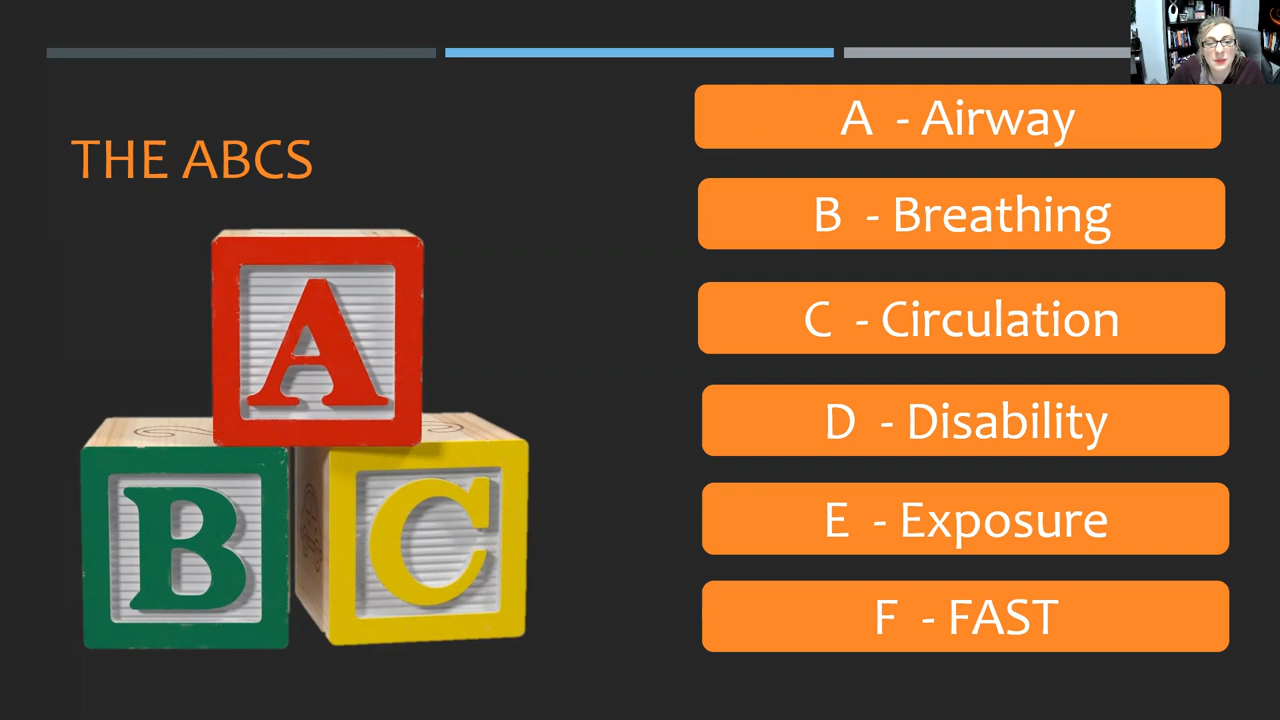 THE ABCS
A
B
C
A - Airway
B - Breathing
C - Circulation
D - Disability
E - Exposure
F - FAST